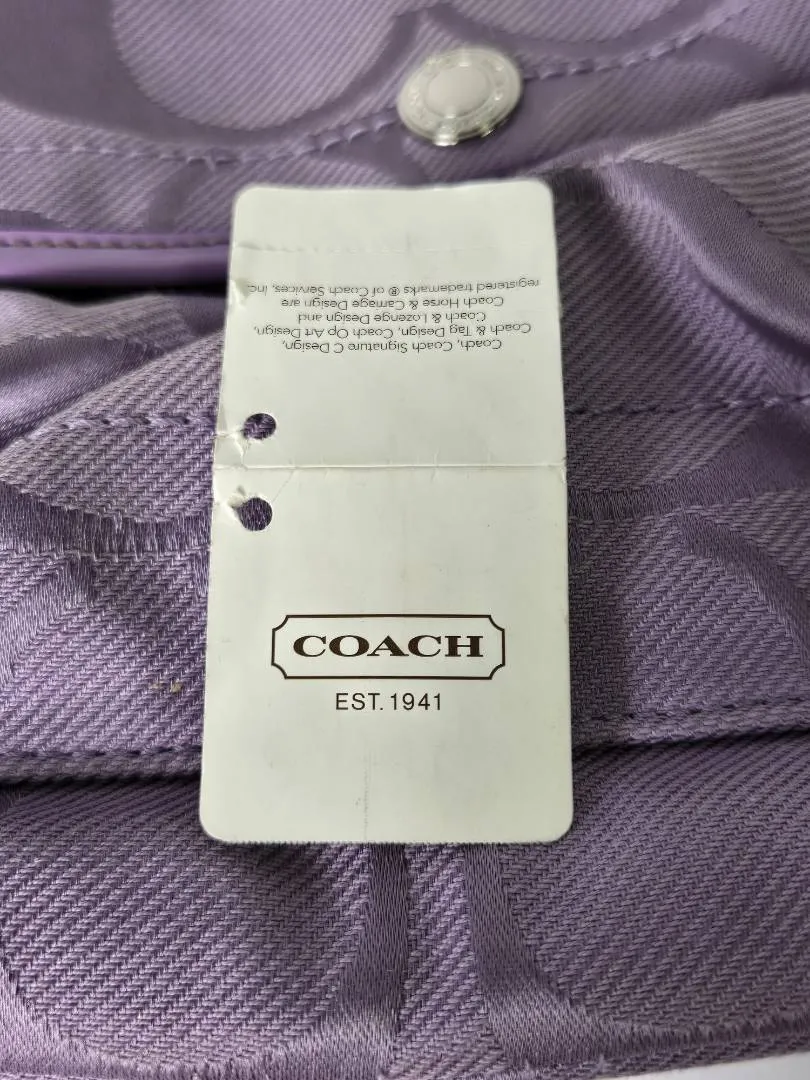 Coach, Coach Signature C Design,
Coach & Tag Design, Coach Op Art Design,
Coach & Lozenge Design and
Coach Horse & Carriage Design are
registered trademarks ® of Coach Services, Inc.
COACH
EST. 1941